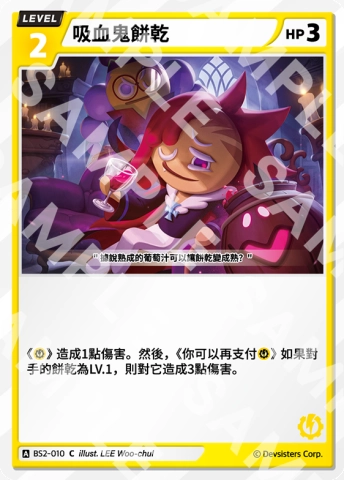 LEVEL
2
吸血鬼餅乾
HP 3
"據說熟成的葡萄汁可以讓餅乾變成熟?"
《》造成1點傷害。然後,《你可以再支付》如果對
手的餅乾為LV.1,則對它造成3點傷害。
A BS2-010 C illust. LEE Woo-chul
© Devsisters Corp.
SAMPLE